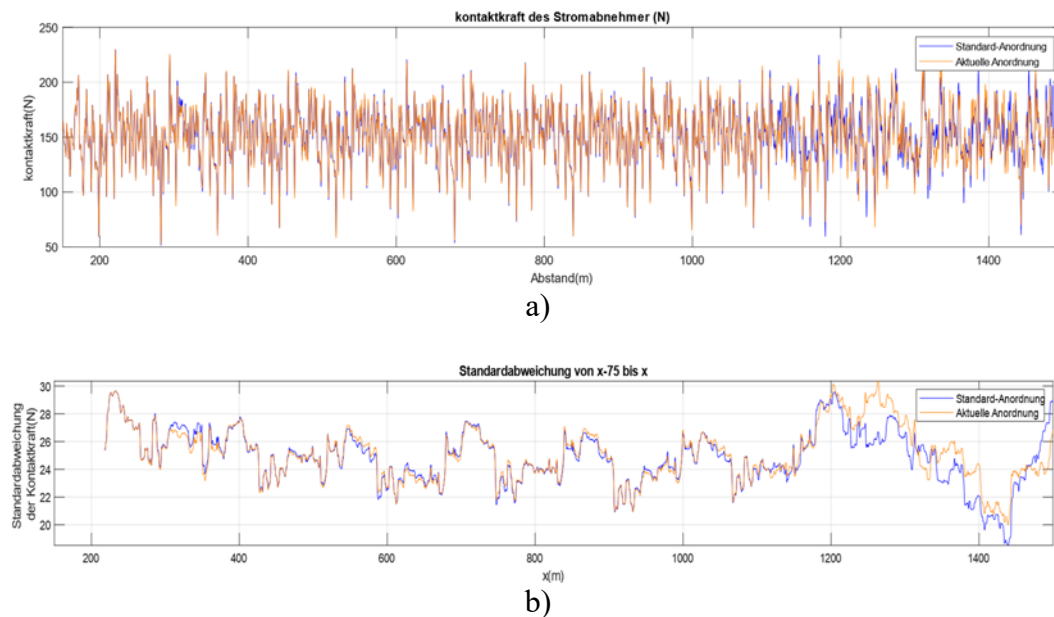 kontaktkraft des Stromabnehmer (N)
250
200
150
100
50
kontaktkraft(N)
Standard-Anordnung
Aktuelle Anordnung
200
400
600
800
1000
1200
1400
Abstand(m)
a)
Standardabweichung von x-75 bis x
30
28
26
24
22
20
Standardabweichung
der Kontaktkraft(N)
Standard-Anordnung
Aktuelle Anordnung
200
400
600
800
1000
1200
1400
x(m)
b)